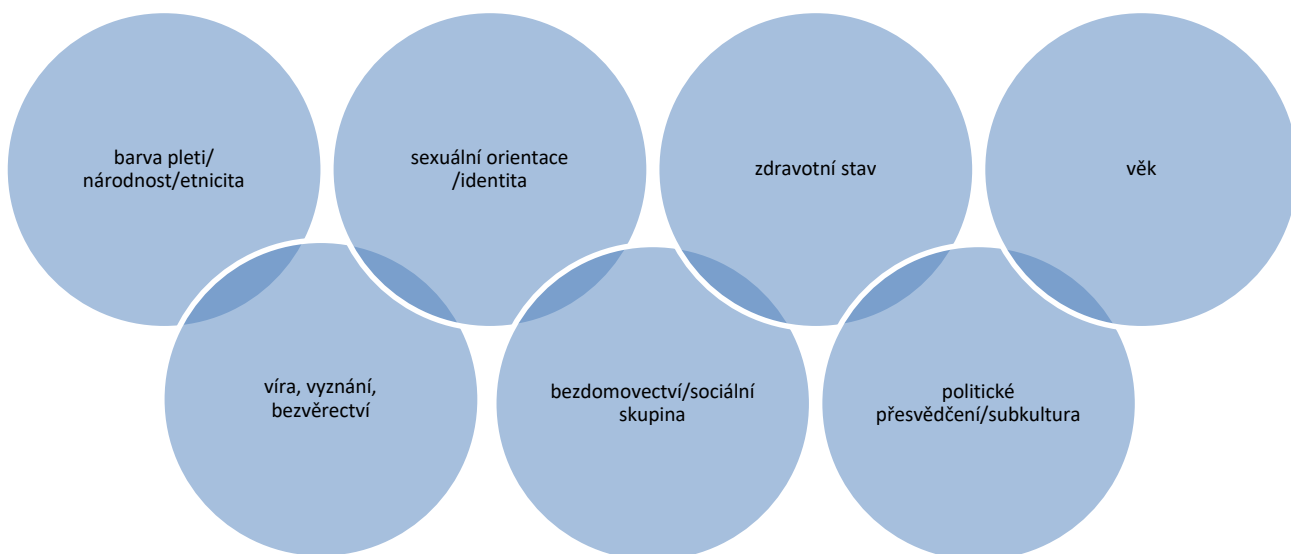 barva pleti/
národnost/etnicita
sexuální orientace
/identita
zdravotní stav
věk
víra, vyznání,
bezvěrectví
bezdomovectví/sociální
skupina
politické
přesvědčení/subkultura